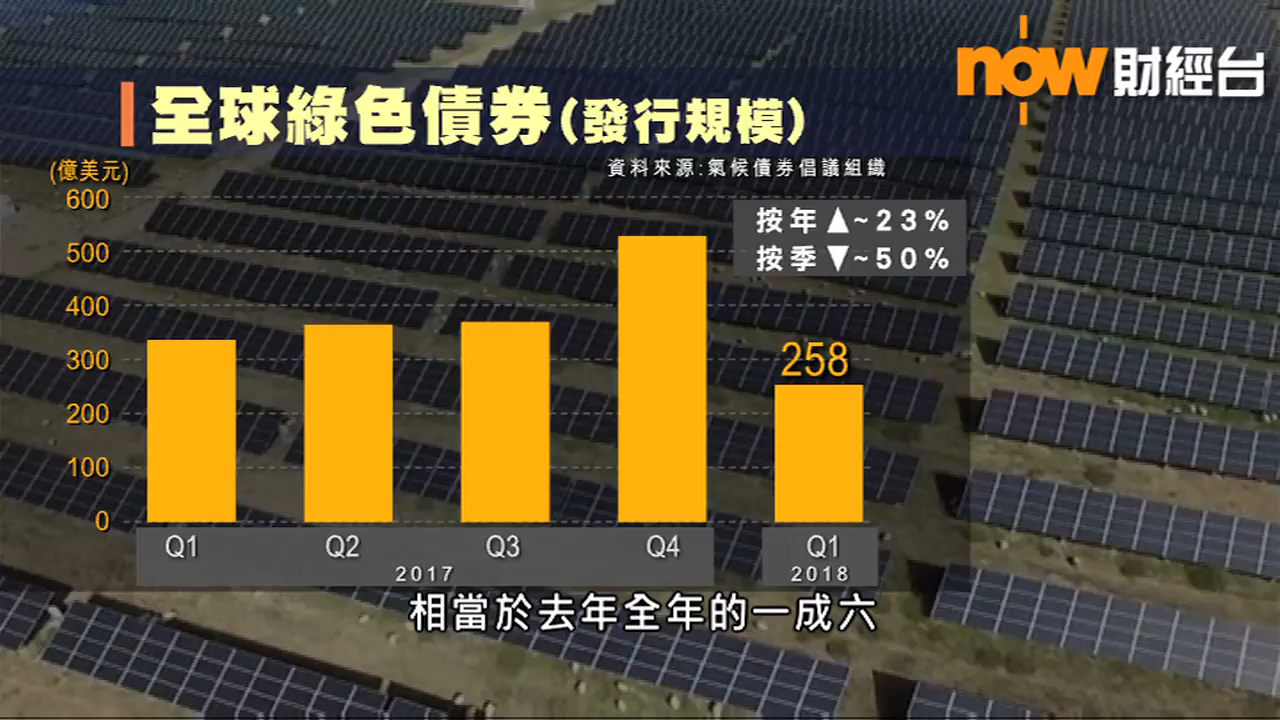 now 財經台
全球綠色債券(發行規模)
(億美元)
資料來源:氣候債券倡議組織
600
500
400
300
200
100
0
按年▲~23%
按季▼~50%
258
Q1 Q2 Q3 Q4 Q1
2017 2018
相當於去年全年的一成六